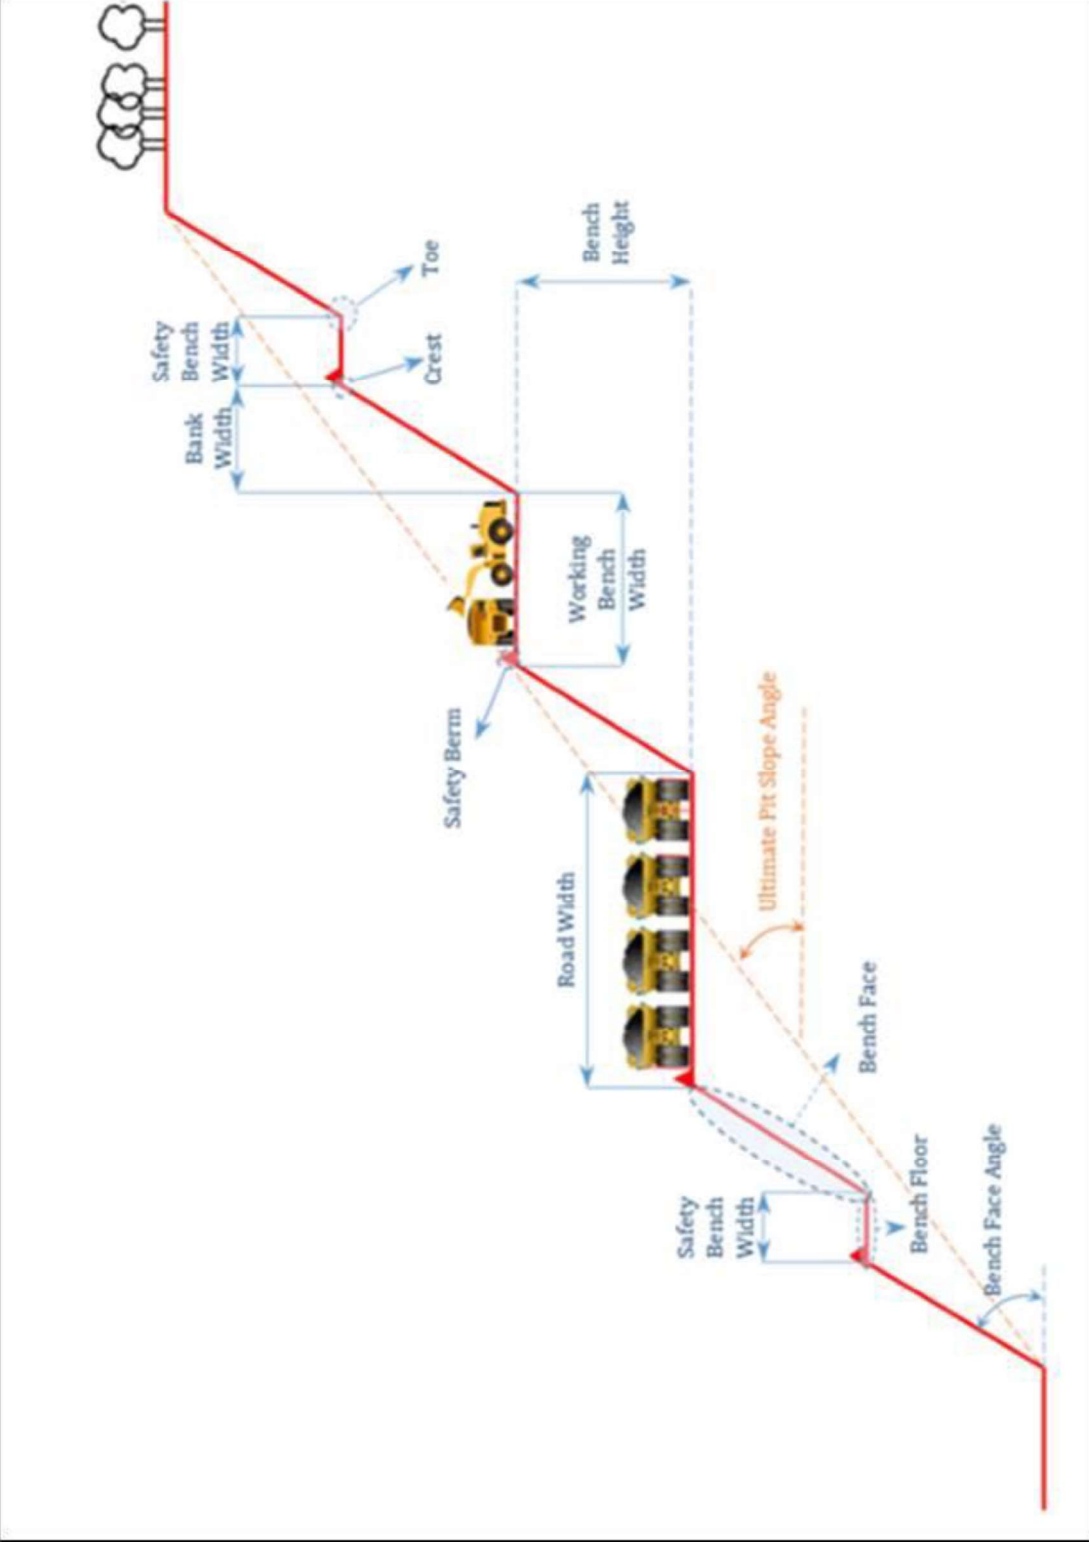 Safety
Bench
Width
Bank
Width
Toe
Crest
Bench
Height
Working
Bench
Width
Safety Berm
Road Width
Ultimate Pit Slope Angle
Bench Face
Safety
Bench
Width
Bench Floor
Bench Face Angle